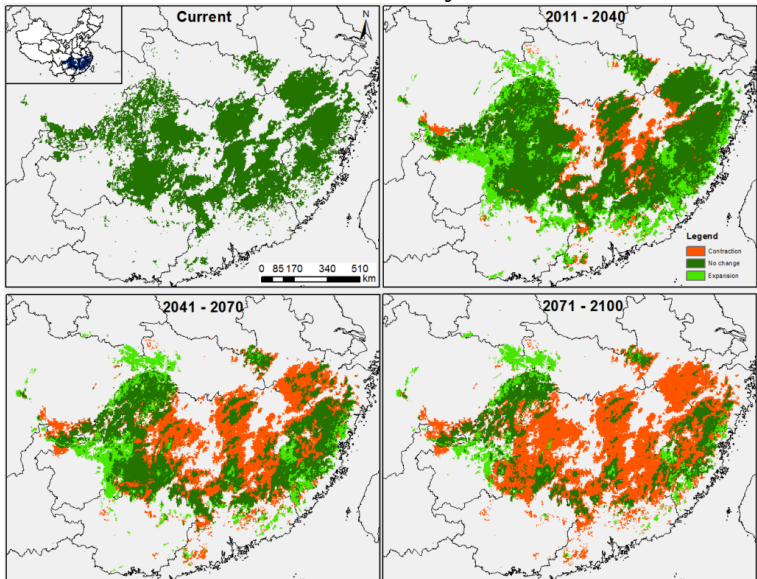 Current
N
0 85 170 340 510
km
2011 - 2040
Legend
Contraction
No change
Expansion
2041 - 2070
2071 - 2100